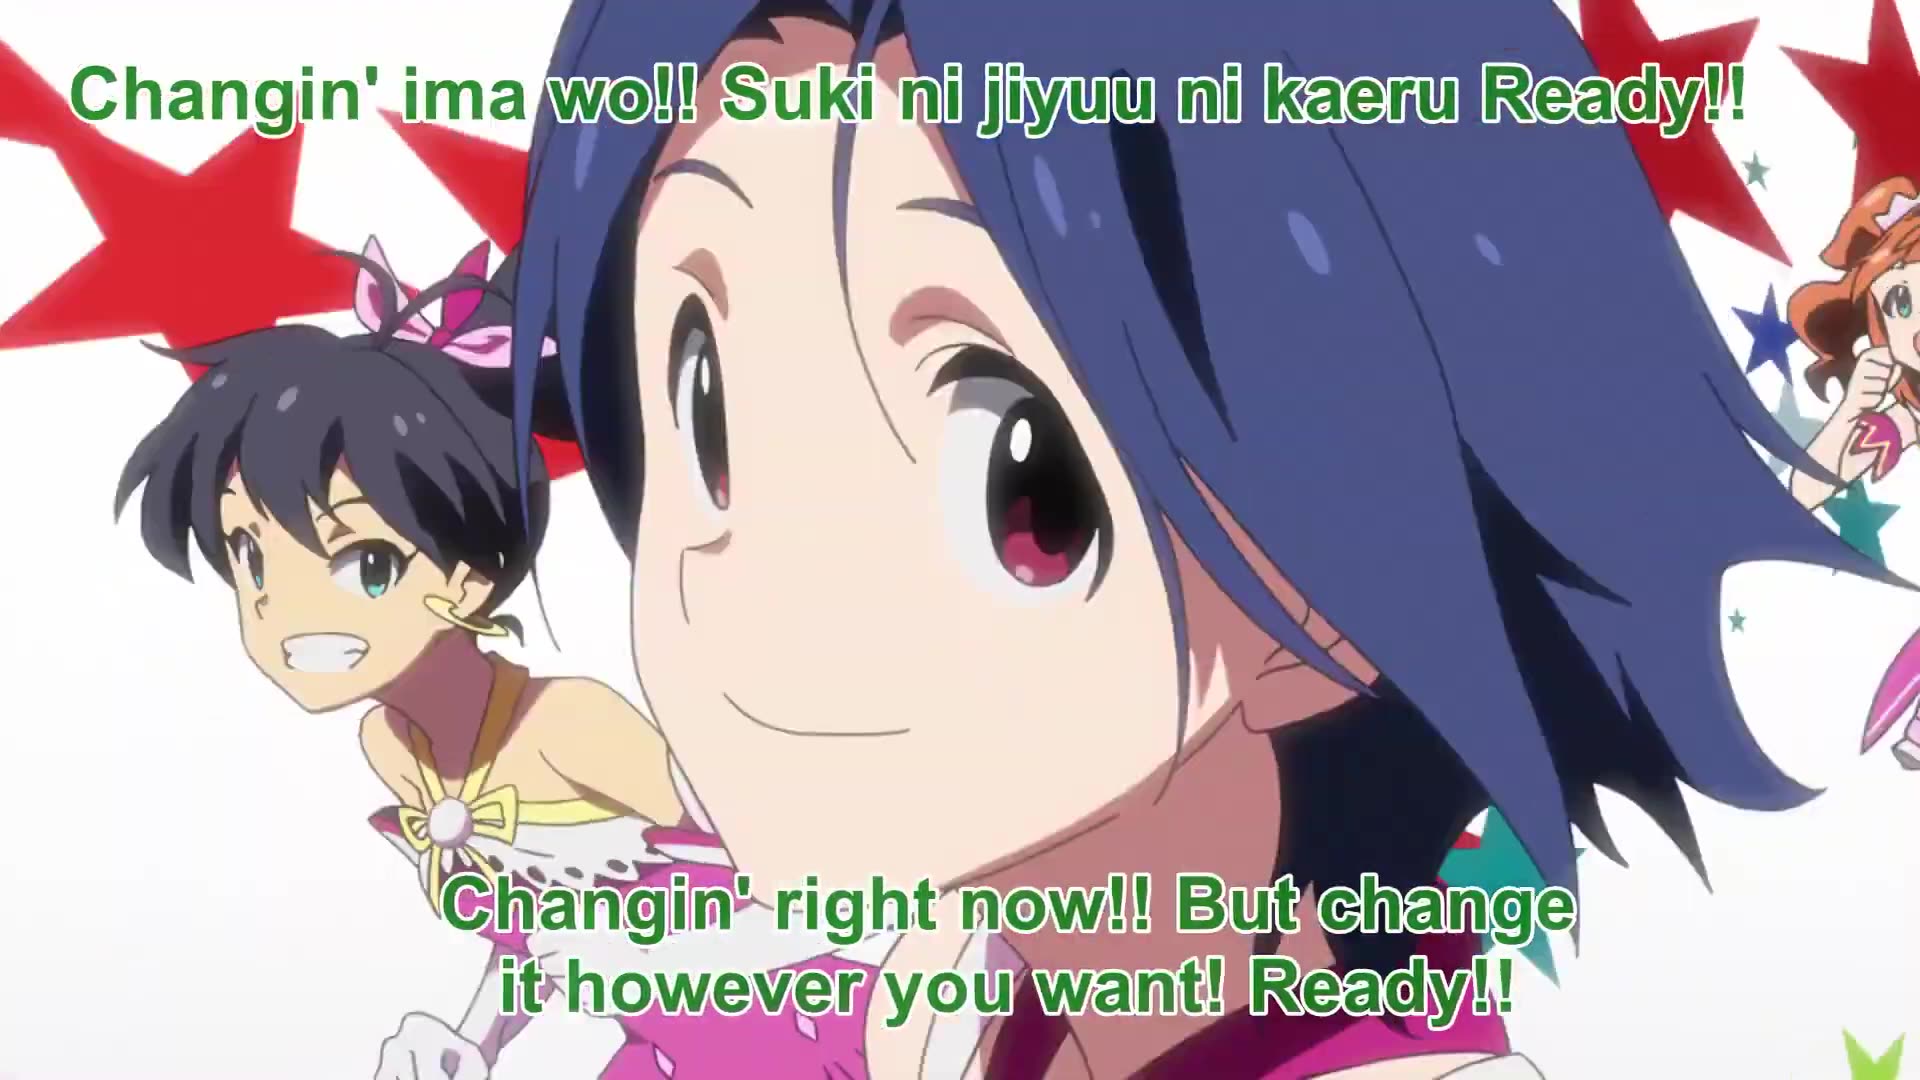 Changin' ima wo!! Suki ni jiyuu ni kaeru Ready!!
Changin' right now!! But change
it however you want! Ready!!